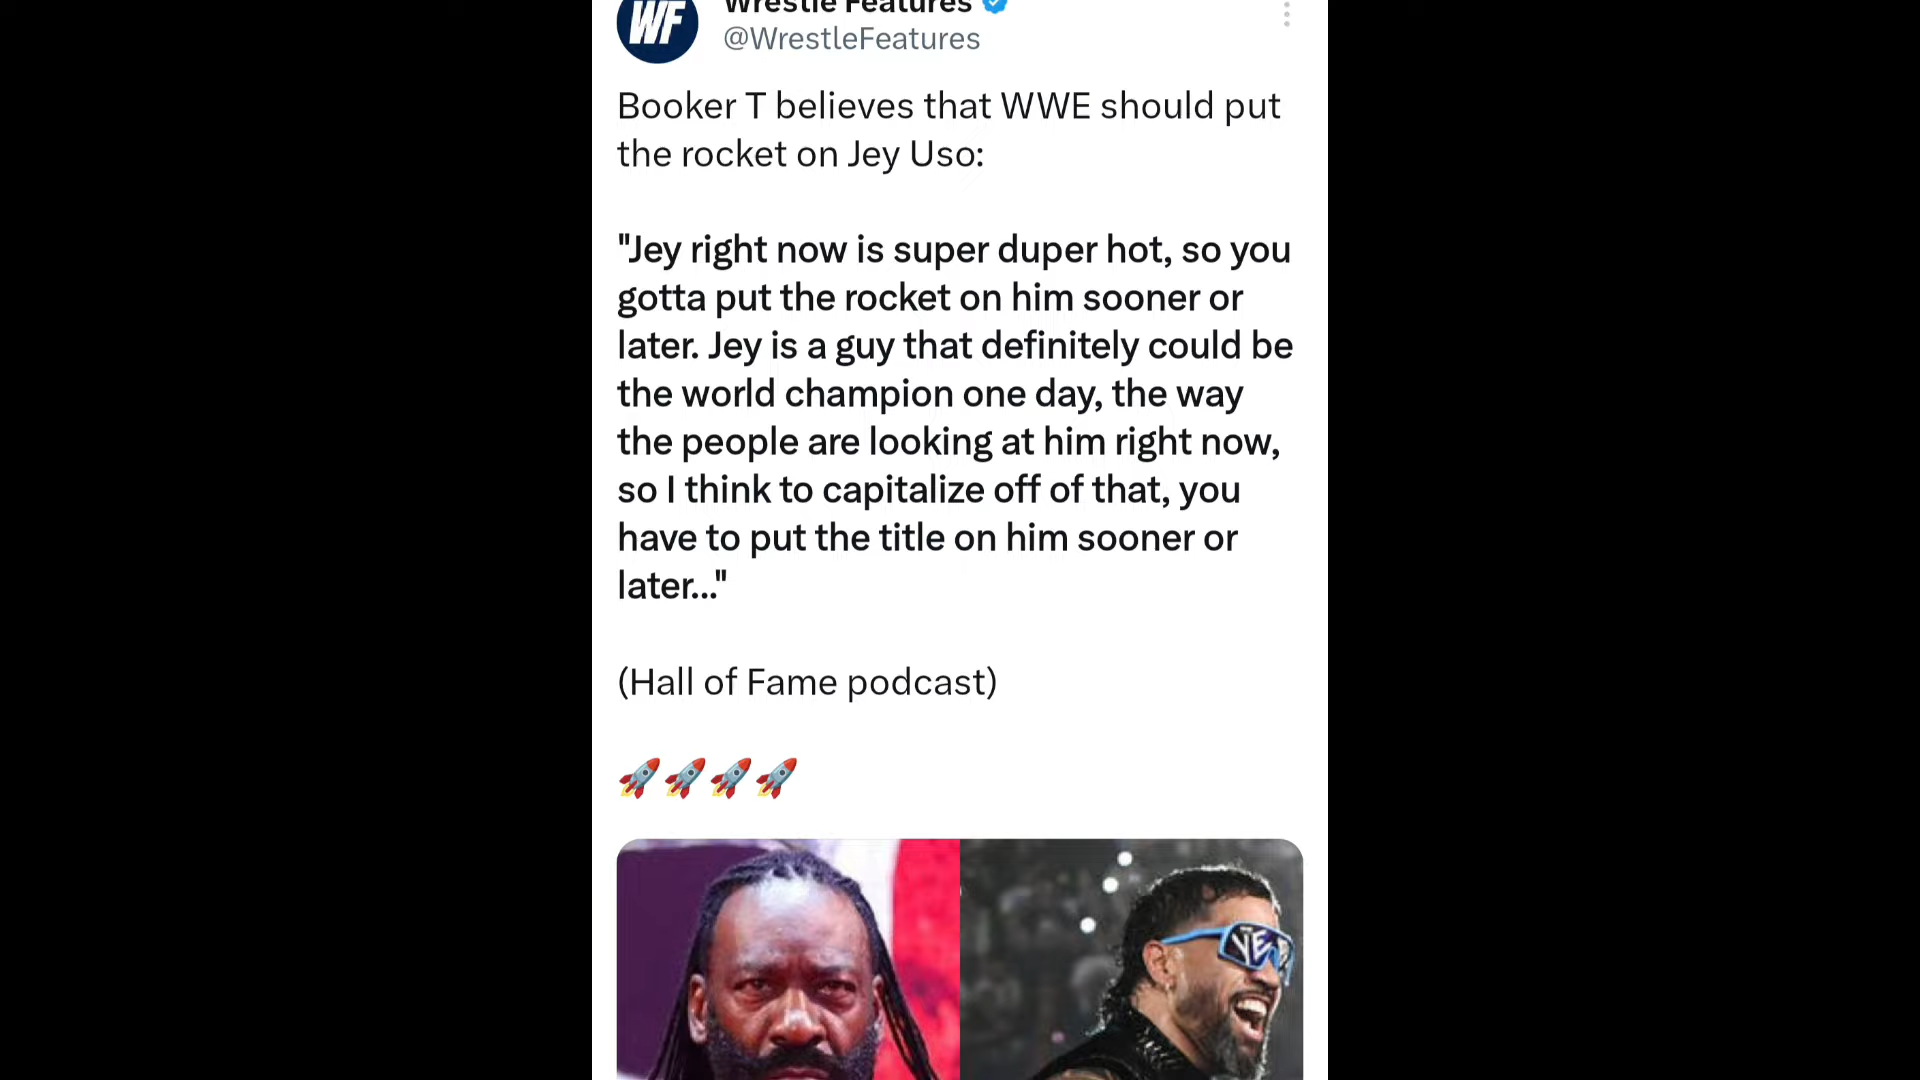 WF
Wrestle Features
@WrestleFeatures
Booker T believes that WWE should put
the rocket on Jey Uso:
"Jey right now is super duper hot, so you
gotta put the rocket on him sooner or
later. Jey is a guy that definitely could be
the world champion one day, the way
the people are looking at him right now,
so I think to capitalize off of that, you
have to put the title on him sooner or
later..."
(Hall of Fame podcast)
🚀🚀🚀🚀
YE